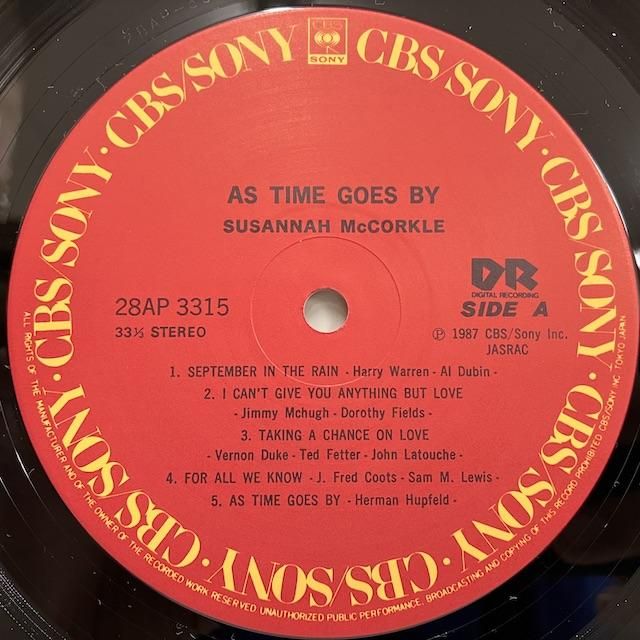 CBS/SONY · CBS/SONY · CBS/SONY · CBS/SONY · CBS/SONY · CBS/SONY · CBS/SONY · CBS/SONY · CBS/SONY
CBS
SONY
AS TIME GOES BY
SUSANNAH McCORKLE
DR
DIGITAL RECORDING
28AP 3315
SIDE A
33⅓ STEREO
Ⓟ 1987 CBS/Sony Inc.
JASRAC
1. SEPTEMBER IN THE RAIN - Harry Warren - Al Dubin -
2. I CAN'T GIVE YOU ANYTHING BUT LOVE
- Jimmy Mchugh - Dorothy Fields -
3. TAKING A CHANCE ON LOVE
- Vernon Duke - Ted Fetter - John Latouche -
4. FOR ALL WE KNOW - J. Fred Coots - Sam M. Lewis -
5. AS TIME GOES BY - Herman Hupfeld -
ALL RIGHTS OF THE MANUFACTURER AND OF THE OWNER OF THE RECORDED WORK RESERVED. UNAUTHORIZED PUBLIC PERFORMANCE, BROADCASTING AND COPYING OF THIS RECORD PROHIBITED CBS/SONY INC. TOKYO JAPAN